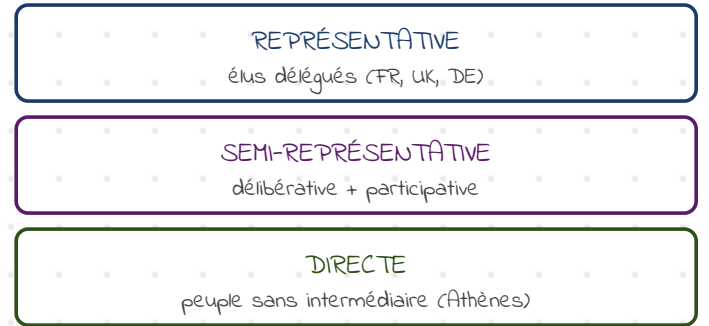 REPRÉSENTATIVE
élus délégués (FR, UK, DE)
SEMI-REPRÉSENTATIVE
délibérative + participative
DIRECTE
peuple sans intermédiaire (Athènes)